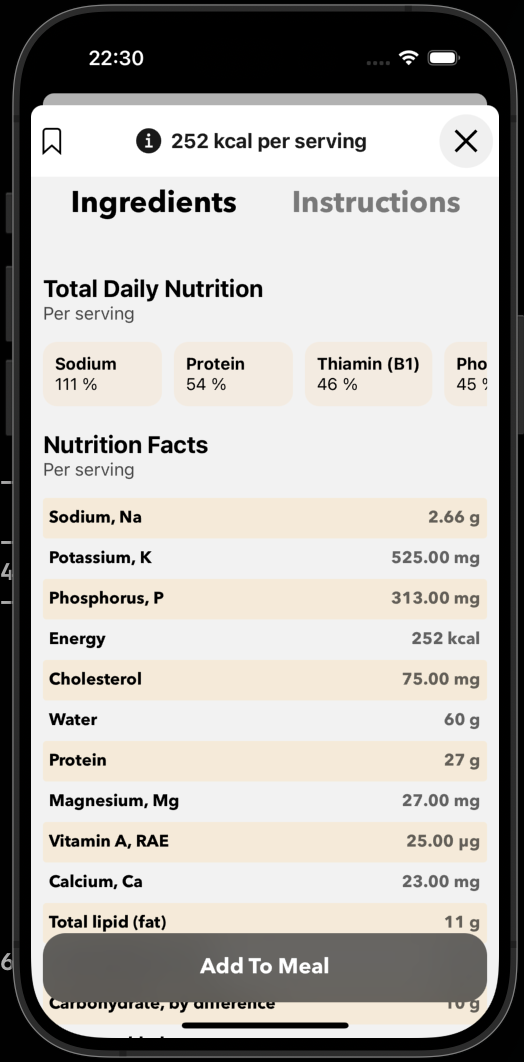 22:30
252 kcal per serving
Ingredients Instructions
Total Daily Nutrition
Per serving
Sodium Protein Thiamin (B1) Pho
111 % 54 % 46 % 45 %
Nutrition Facts
Per serving
Sodium, Na 2.66 g
Potassium, K 525.00 mg
4
Phosphorus, P 313.00 mg
Energy 252 kcal
Cholesterol 75.00 mg
Water 60 g
Protein 27 g
Magnesium, Mg 27.00 mg
Vitamin A, RAE 25.00 µg
Calcium, Ca 23.00 mg
Total lipid (fat) 11 g
6
Add To Meal
Carbohydrate, by difference 10 g